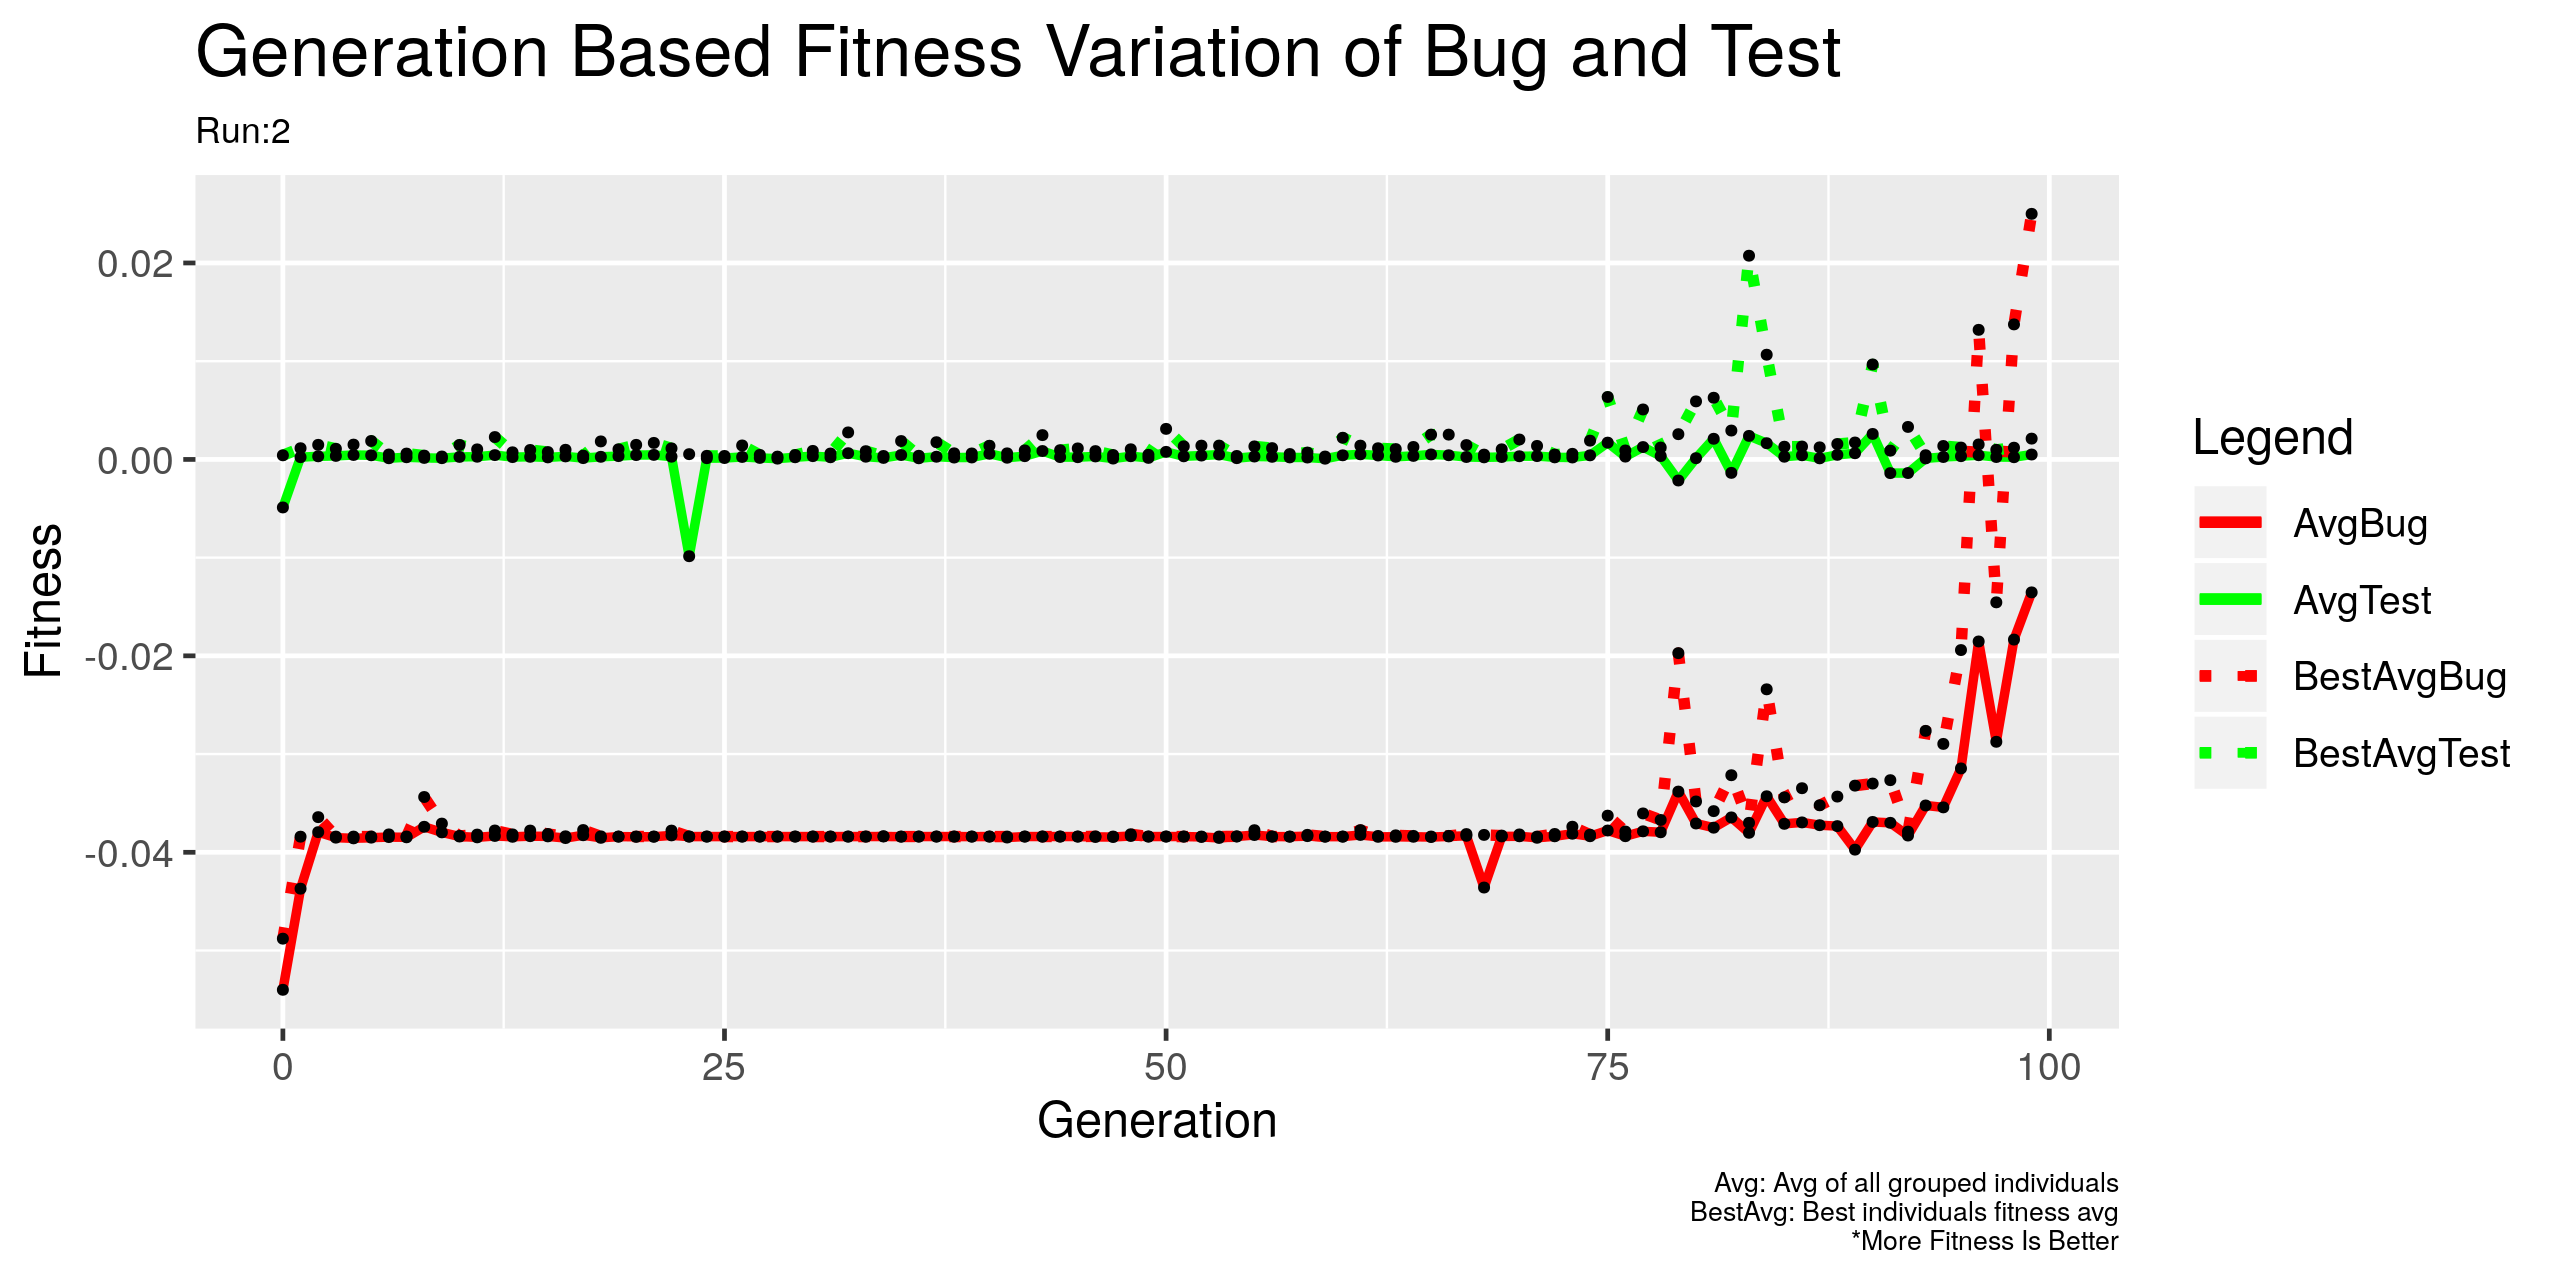 Generation Based Fitness Variation of Bug and Test
Run:2
Fitness
0.02
0.00
-0.02
-0.04
0
25
50
75
100
Generation
Legend
AvgBug
AvgTest
BestAvgBug
BestAvgTest
Avg: Avg of all grouped individuals
BestAvg: Best individuals fitness avg
*More Fitness Is Better